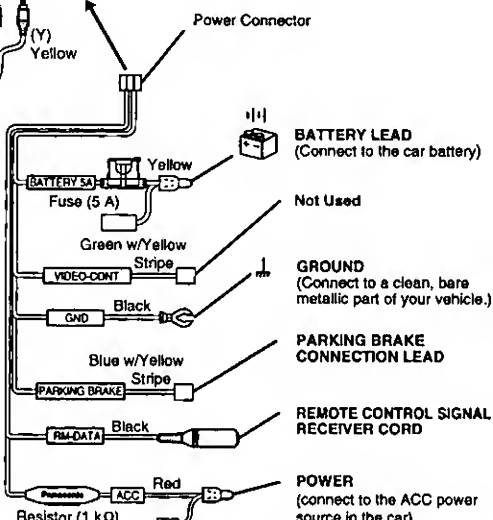 (Y)
Yellow
Power Connector
BATTERY LEAD
(Connect to the car battery)
BATTERY 5A
Yellow
Fuse (5 A)
Not Used
Green w/Yellow
Stripe
VIDEO-CONT
GROUND
(Connect to a clean, bare
metallic part of your vehicle.)
GND
Black
PARKING BRAKE
CONNECTION LEAD
Blue w/Yellow
Stripe
PARKING BRAKE
REMOTE CONTROL SIGNAL
RECEIVER CORD
RM-DATA
Black
POWER
(connect to the ACC power
source in the car)
Panasonic
ACC
Red
Resistor (1 kΩ)